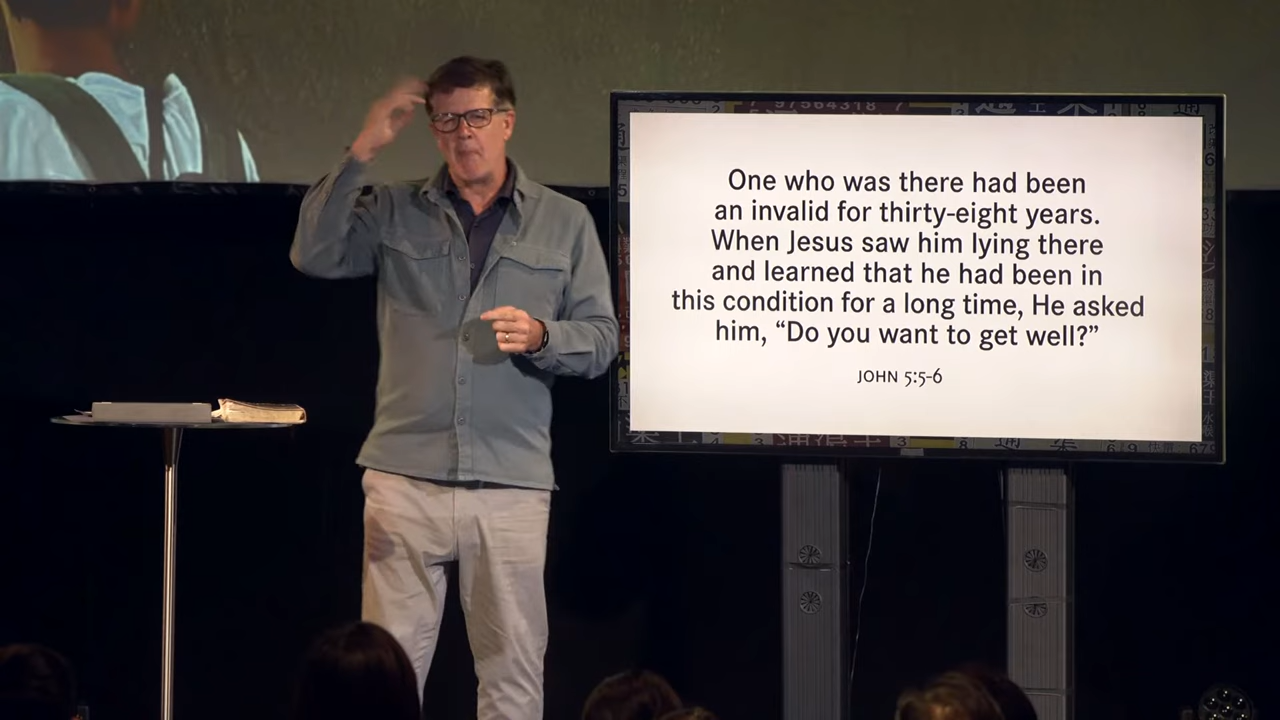 One who was there had been
an invalid for thirty-eight years.
When Jesus saw him lying there
and learned that he had been in
this condition for a long time, He asked
him, “Do you want to get well?”
JOHN 5:5-6